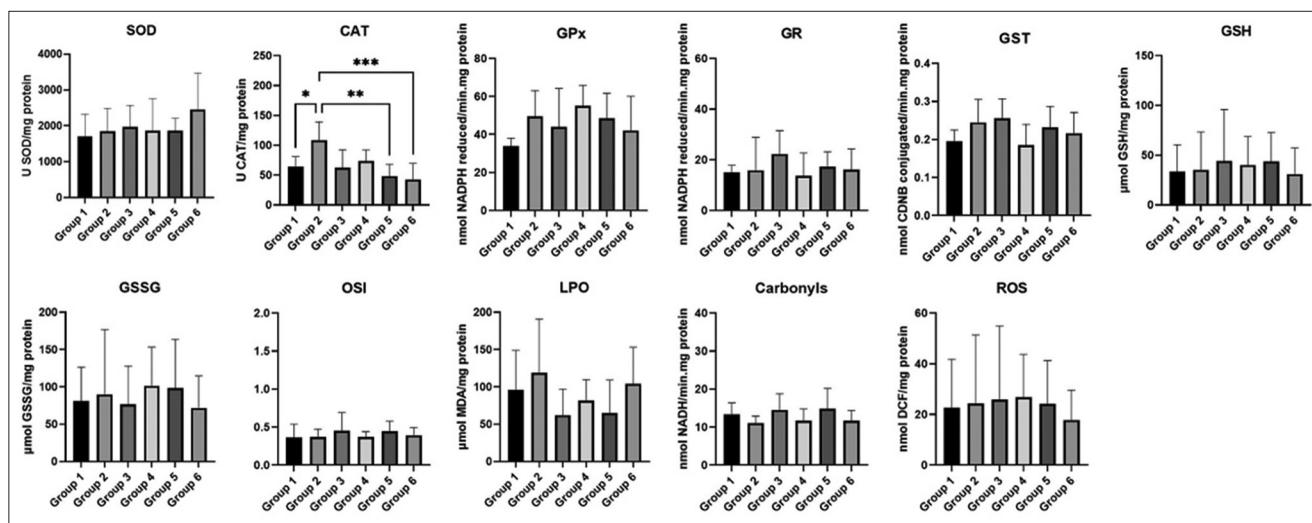 SOD
U SOD/mg protein
4000
3000
2000
1000
0
Group 1
Group 2
Group 3
Group 4
Group 5
Group 6
CAT
U CAT/mg protein
250
200
150
100
50
0
*
**
***
Group 1
Group 2
Group 3
Group 4
Group 5
Group 6
GPx
nmol NADPH reduced/min.mg protein
80
60
40
20
0
Group 1
Group 2
Group 3
Group 4
Group 5
Group 6
GR
nmol NADPH reduced/min.mg protein
60
40
20
0
Group 1
Group 2
Group 3
Group 4
Group 5
Group 6
GST
nmol CDNB conjugated/min.mg protein
0.4
0.3
0.2
0.1
0.0
Group 1
Group 2
Group 3
Group 4
Group 5
Group 6
GSH
μmol GSH/mg protein
150
100
50
0
Group 1
Group 2
Group 3
Group 4
Group 5
Group 6
GSSG
μmol GSSG/mg protein
200
150
100
50
0
Group 1
Group 2
Group 3
Group 4
Group 5
Group 6
OSI
2.0
1.5
1.0
0.5
0.0
Group 1
Group 2
Group 3
Group 4
Group 5
Group 6
LPO
μmol MDA/mg protein
200
150
100
50
0
Group 1
Group 2
Group 3
Group 4
Group 5
Group 6
Carbonyls
nmol NADH/min.mg protein
40
30
20
10
0
Group 1
Group 2
Group 3
Group 4
Group 5
Group 6
ROS
nmol DCF/mg protein
60
40
20
0
Group 1
Group 2
Group 3
Group 4
Group 5
Group 6